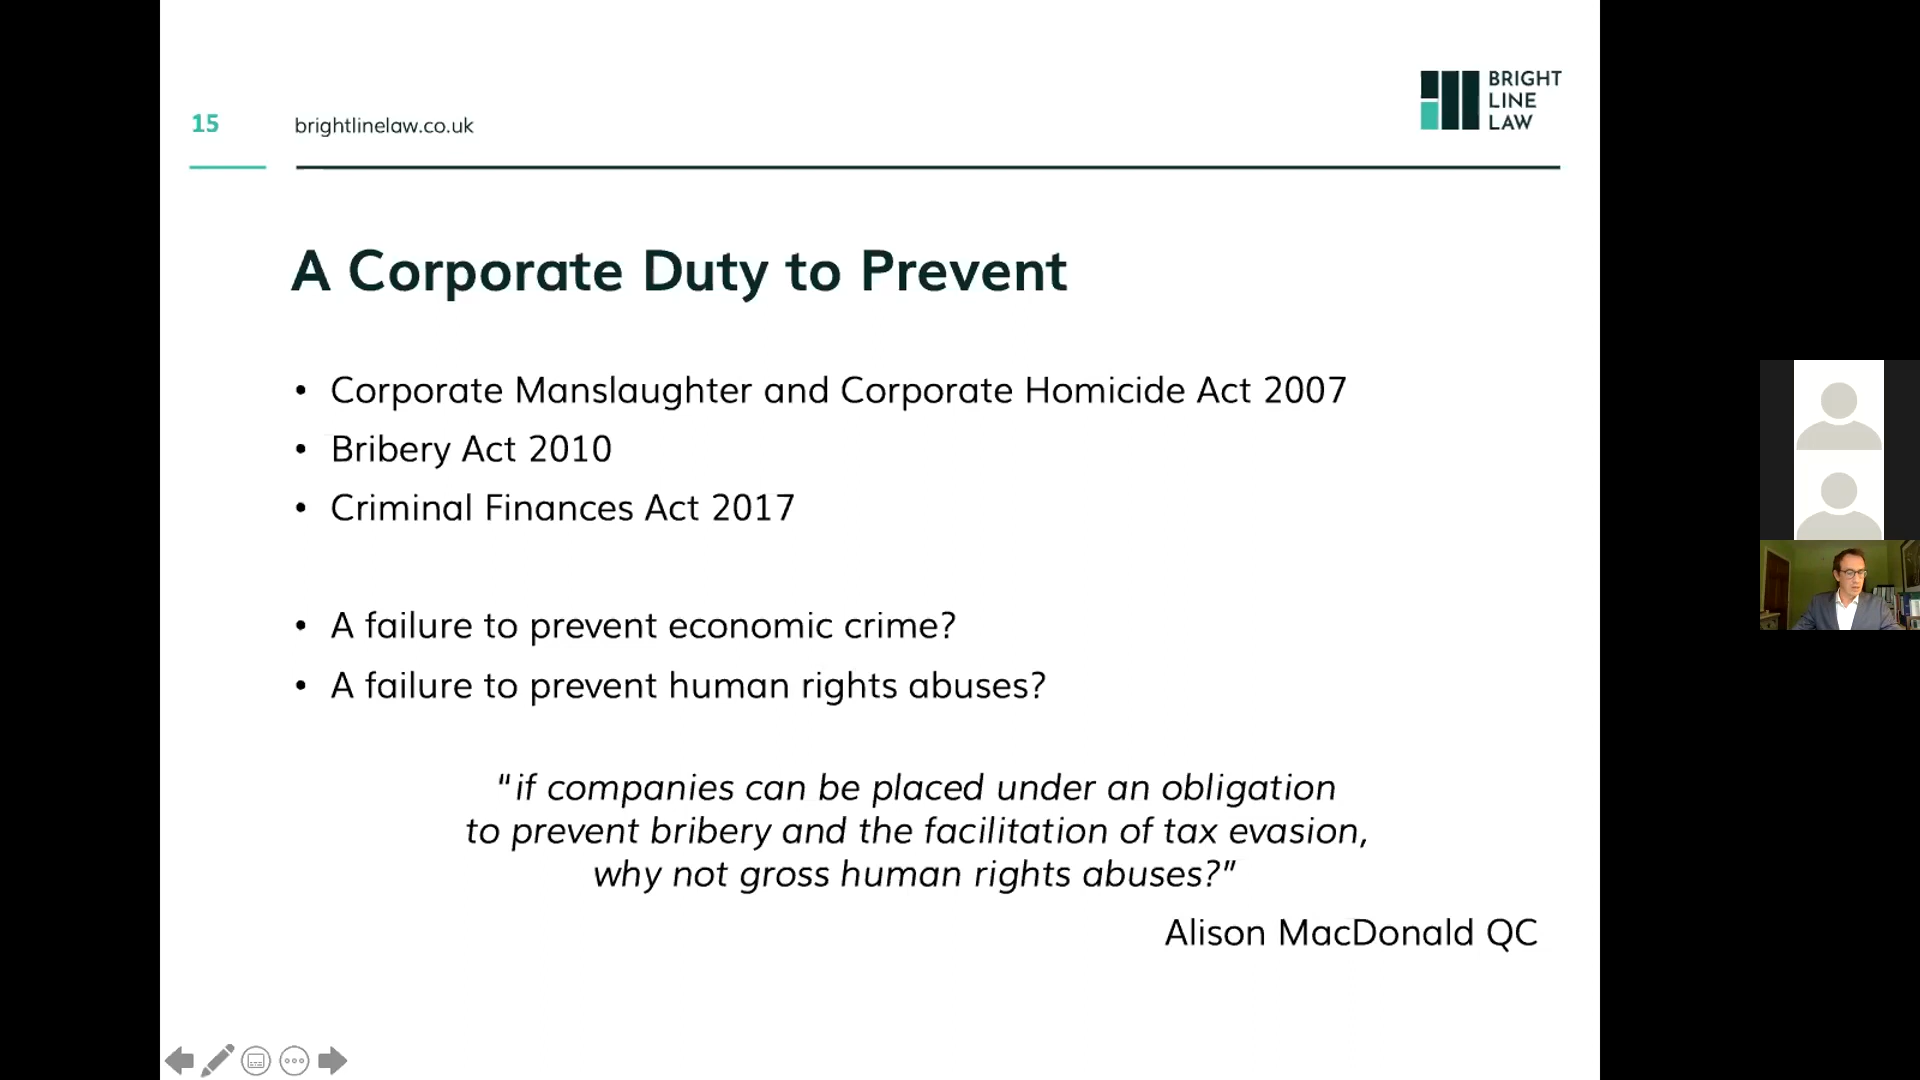 15
brightlinelaw.co.uk
BRIGHT
LINE
LAW
A Corporate Duty to Prevent
• Corporate Manslaughter and Corporate Homicide Act 2007
• Bribery Act 2010
• Criminal Finances Act 2017
• A failure to prevent economic crime?
• A failure to prevent human rights abuses?
"if companies can be placed under an obligation
to prevent bribery and the facilitation of tax evasion,
why not gross human rights abuses?"
Alison MacDonald QC